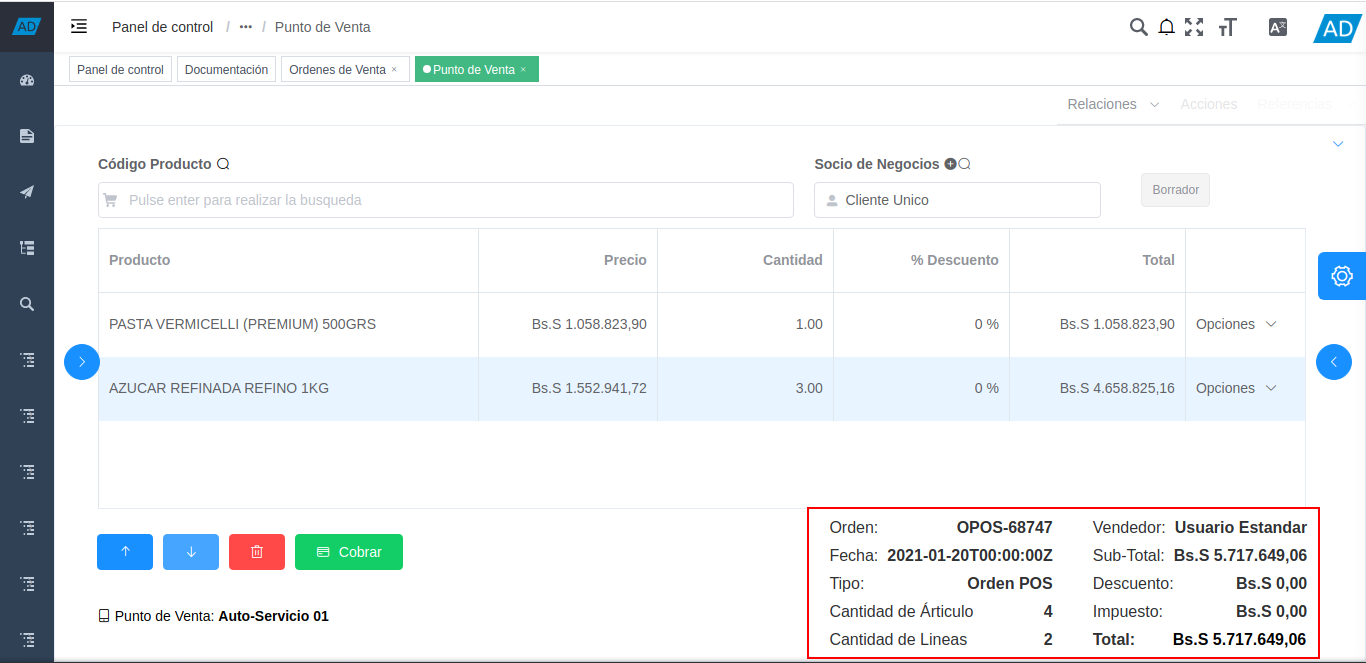 AD Panel de control / ••• / Punto de Venta AD
Panel de control Documentación Ordenes de Venta × Punto de Venta ×
Relaciones Acciones Referencias
Código Producto Socio de Negocios
Pulse enter para realizar la busqueda Cliente Unico Borrador
Producto Precio Cantidad % Descuento Total
PASTA VERMICELLI (PREMIUM) 500GRS Bs.S 1.058.823,90 1.00 0 % Bs.S 1.058.823,90 Opciones
AZUCAR REFINADA REFINO 1KG Bs.S 1.552.941,72 3.00 0 % Bs.S 4.658.825,16 Opciones
Orden: OPOS-68747 Vendedor: Usuario Estandar
Cobrar Fecha: 2021-01-20T00:00:00Z Sub-Total: Bs.S 5.717.649,06
Tipo: Orden POS Descuento: Bs.S 0,00
Punto de Venta: Auto-Servicio 01 Cantidad de Árticulo 4 Impuesto: Bs.S 0,00
Cantidad de Lineas 2 Total: Bs.S 5.717.649,06